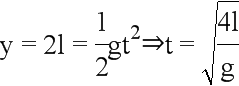 y = 2l = 1/2 gt² ⇒ t = √(4l/g)